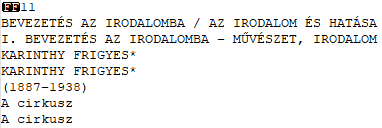 FF11
BEVEZETÉS AZ IRODALOMBA / AZ IRODALOM ÉS HATÁSA
I. BEVEZETÉS AZ IRODALOMBA – MŰVÉSZET, IRODALOM
KARINTHY FRIGYES*
KARINTHY FRIGYES*
(1887–1938)
A cirkusz
A cirkusz